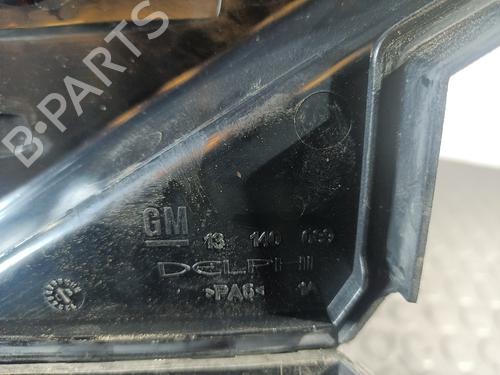 B-PARTS
GM 13 140 039
DELPHI
>PA6< 1A